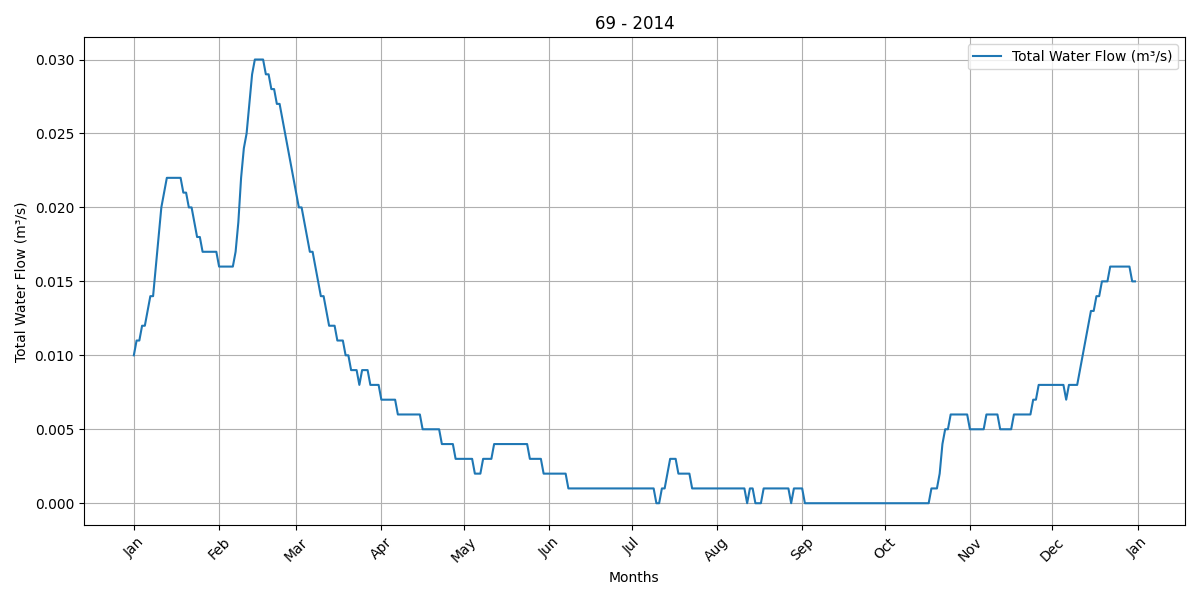 69 - 2014
Total Water Flow (m³/s)
Total Water Flow (m³/s)
0.030
0.025
0.020
0.015
0.010
0.005
0.000
Jan Feb Mar Apr May Jun Jul Aug Sep Oct Nov Dec Jan
Months